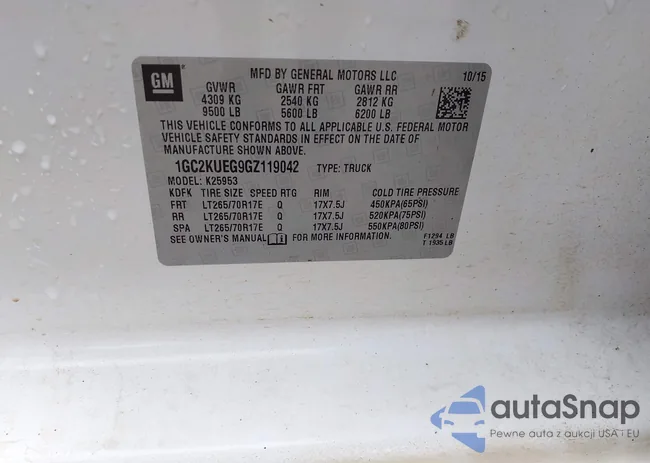 GM
MFD BY GENERAL MOTORS LLC 10/15
GVWR GAWR FRT GAWR RR
4309 KG 2540 KG 2812 KG
9500 LB 5600 LB 6200 LB
THIS VEHICLE CONFORMS TO ALL APPLICABLE U.S. FEDERAL MOTOR
VEHICLE SAFETY STANDARDS IN EFFECT ON THE DATE OF
MANUFACTURE SHOWN ABOVE.
1GC2KUEG9GZ119042 TYPE: TRUCK
MODEL: K25953
KDFK TIRE SIZE SPEED RTG RIM COLD TIRE PRESSURE
FRT LT265/70R17E Q 17X7.5J 450KPA(65PSI)
RR LT265/70R17E Q 17X7.5J 520KPA(75PSI)
SPA LT265/70R17E Q 17X7.5J 550KPA(80PSI)
SEE OWNER'S MANUAL FOR MORE INFORMATION.
F1294 LB
T 1935 LB
autaSnap
Pewne auta z aukcji USA i EU